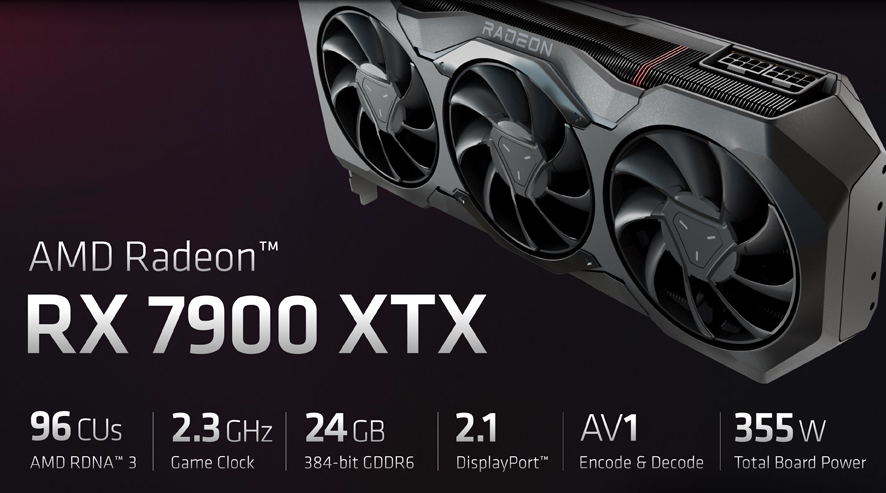 RADEON
AMD Radeon™
RX 7900 XTX
96 CUs
AMD RDNA™ 3
2.3 GHz
Game Clock
24 GB
384-bit GDDR6
2.1
DisplayPort™
AV1
Encode & Decode
355 W
Total Board Power